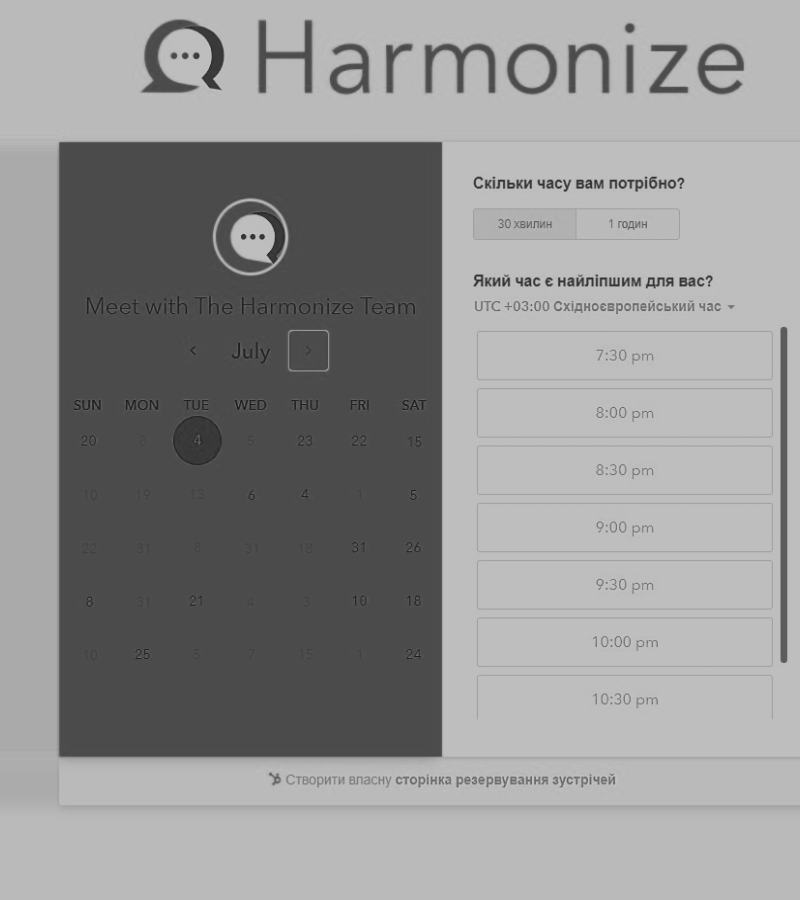 Harmonize
Meet with The Harmonize Team
July
SUN MON TUE WED THU FRI SAT
20 8 4 5 23 22 15
10 19 13 6 4 1 5
22 31 8 31 18 31 26
8 31 21 4 3 10 18
10 25 5 7 15 1 24
Скільки часу вам потрібно?
30 хвилин 1 годин
Який час є найліпшим для вас?
UTC +03:00 Східноєвропейський час
7:30 pm
8:00 pm
8:30 pm
9:00 pm
9:30 pm
10:00 pm
10:30 pm
Створити власну сторінка резервування зустрічей